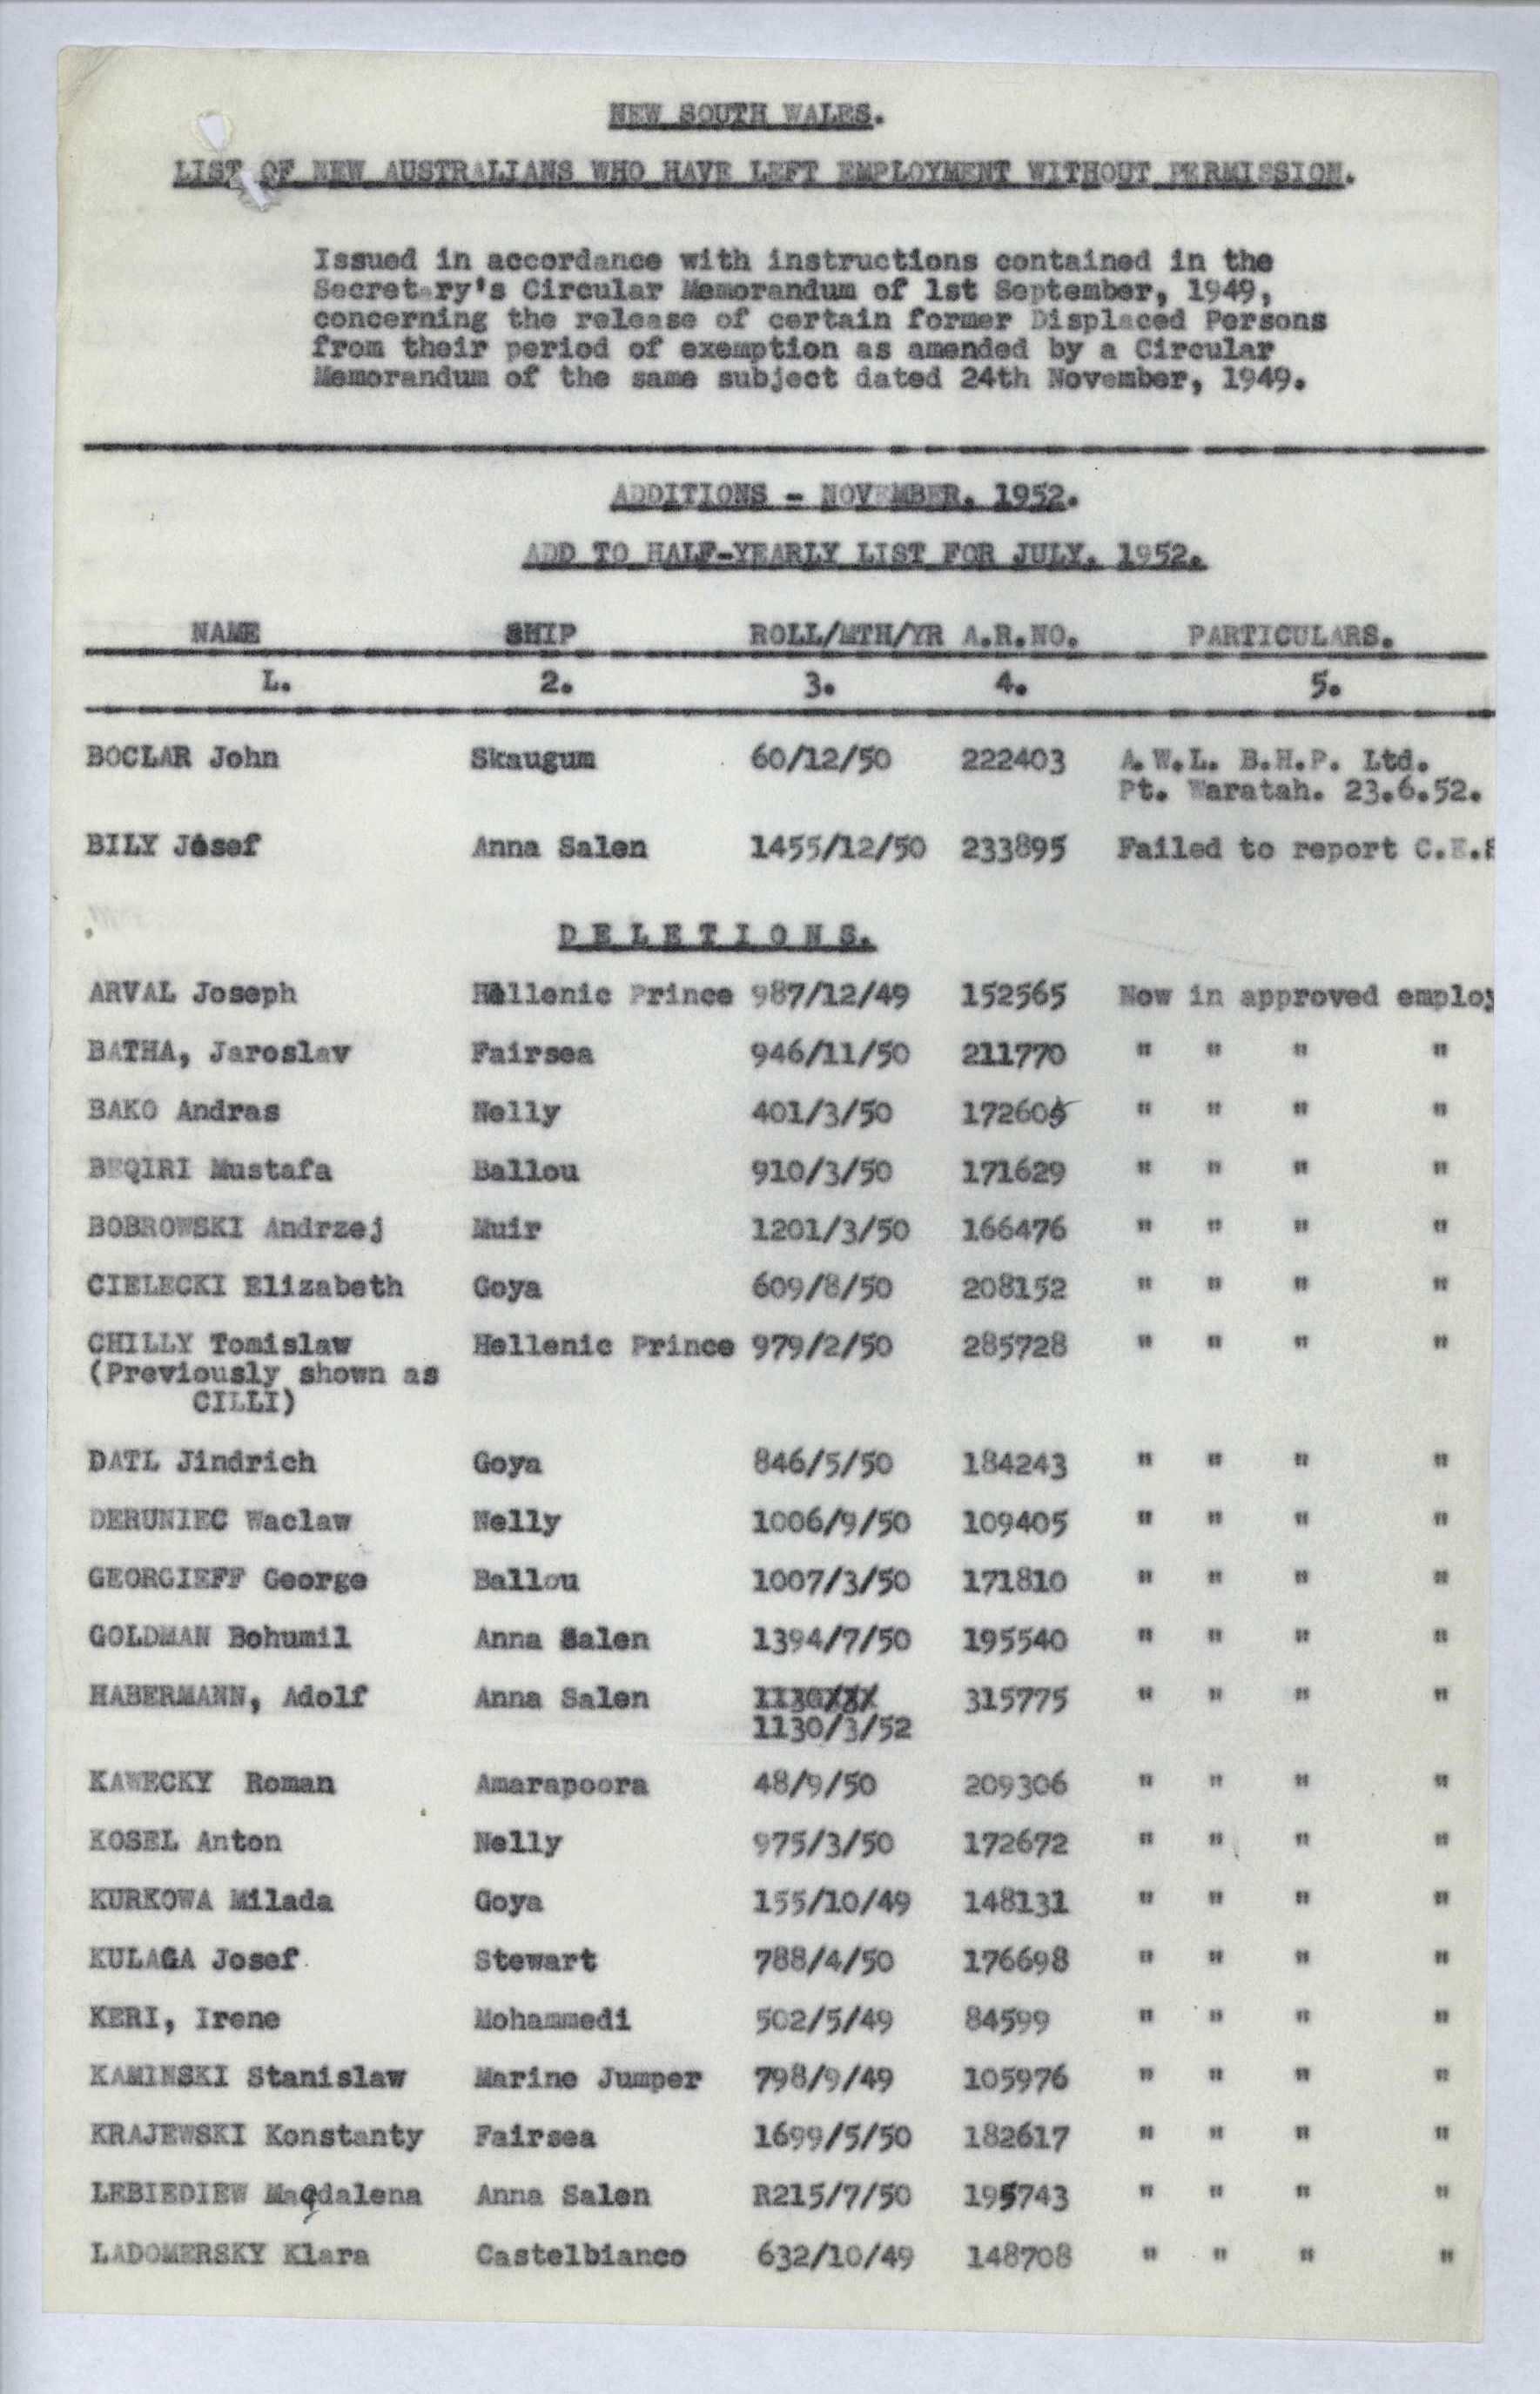 NEW SOUTH WALES.
LIST OF NEW AUSTRALIANS WHO HAVE LEFT EMPLOYMENT WITHOUT PERMISSION.
Issued in accordance with instructions contained in the
Secretary's Circular Memorandum of 1st September, 1949,
concerning the release of certain former Displaced Persons
from their period of exemption as amended by a Circular
Memorandum of the same subject dated 24th November, 1949.
ADDITIONS - NOVEMBER, 1952.
ADD TO HALF-YEARLY LIST FOR JULY, 1952.
NAME SHIP ROLL/MTH/YR A.R.NO. PARTICULARS.
1. 2. 3. 4. 5.
BOCLAR John Skaugum 60/12/50 222403 A.W.L. B.H.P. Ltd.
Pt. Waratah. 23.6.52.
BILY Josef Anna Salen 1455/12/50 233895 Failed to report C.E.S
DELETIONS.
ARVAL Joseph Hellenic Prince 987/12/49 152565 Now in approved employ
BATHA, Jaroslav Fairsea 946/11/50 211770 " " " "
BAKO Andras Nelly 401/3/50 172605 " " " "
BEQIRI Mustafa Ballou 910/3/50 171629 " " " "
BOBROWSKI Andrzej Muir 1201/3/50 166476 " " " "
CIELECKI Elizabeth Goya 609/8/50 208152 " " " "
CHILLY Tomislaw Hellenic Prince 979/2/50 285728 " " " "
(Previously shown as
CILLI)
DATL Jindrich Goya 846/5/50 184243 " " " "
DERUNIEC Waclaw Nelly 1006/9/50 109405 " " " "
GEORGIEFF George Ballou 1007/3/50 171810 " " " "
GOLDMAN Bohumil Anna Salen 1394/7/50 195540 " " " "
HABERMANN, Adolf Anna Salen 315775 " " " "
1130/3/52
KAWECKY Roman Amarapoora 48/9/50 209306 " " " "
KOSEL Anton Nelly 975/3/50 172672 " " " "
KURKOWA Milada Goya 155/10/49 148131 " " " "
KULAGA Josef Stewart 788/4/50 176698 " " " "
KERI, Irene Mohammedi 502/5/49 84599 " " " "
KAMINSKI Stanislaw Marine Jumper 798/9/49 105976 " " " "
KRAJEWSKI Konstanty Fairsea 1699/5/50 182617 " " " "
LEBIEDIEW Magdalena Anna Salen R215/7/50 195743 " " " "
LADOMERSKY Klara Castelbianco 632/10/49 148708 " " " "